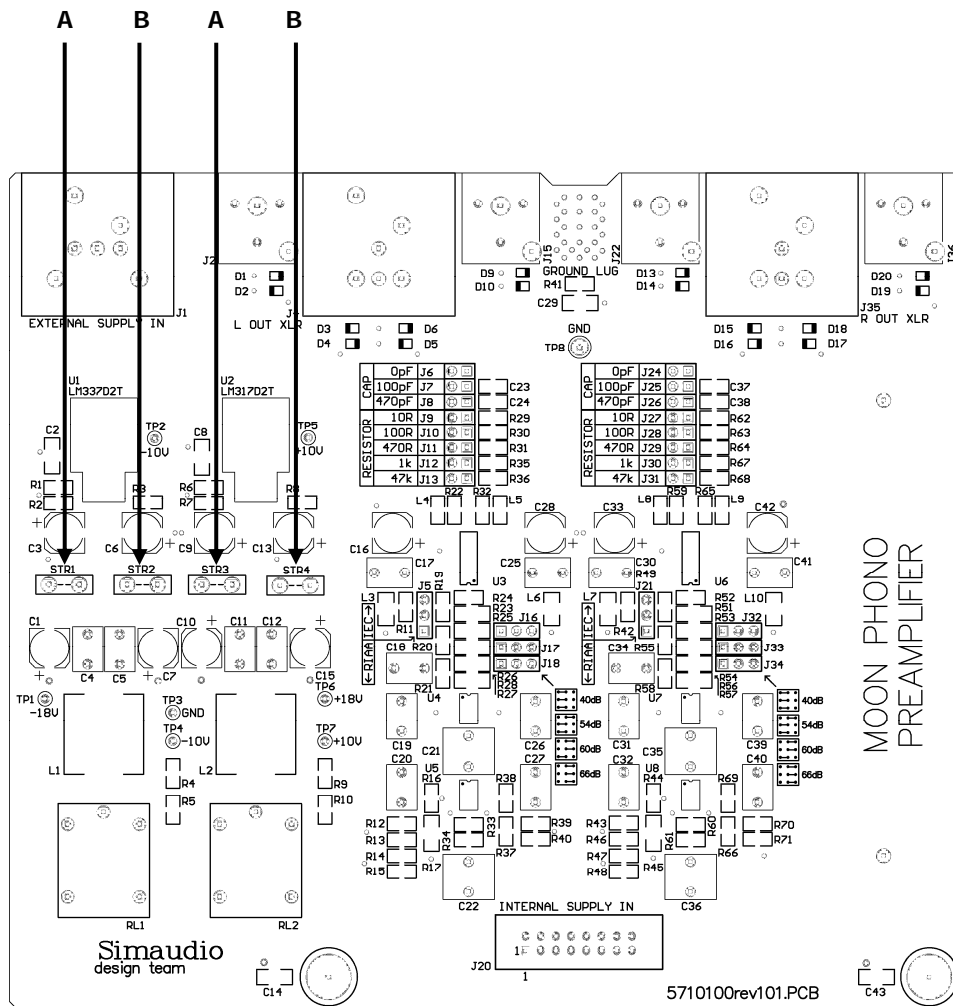 A B A B
J2 J15 J22 J36
D1 D9 D13 D20
D2 D10 D14 D19
GROUND LUG
R41
C29
J1 J4 J35
EXTERNAL SUPPLY IN L OUT XLR R OUT XLR
D3 D6 GND D15 D18
D4 D5 TP8 D16 D17
U1 U2
LM337D2T LM317D2T
CAP 0pF J6 CAP 0pF J24
100pF J7 C23 100pF J25 C37
470pF J8 C24 470pF J26 C38
RESISTOR 10R J9 R29 RESISTOR 10R J27 R62
100R J10 R30 100R J28 R63
470R J11 R31 470R J29 R64
1k J12 R35 1k J30 R67
47k J13 R36 47k J31 R68
C2 TP2 C8 TP5
-10V +10V
R1 R3 R6 R8
R2 R7
L4 R22 R32 L5 L8 R59 R65 L9
C3 C6 C9 C13 C16 C28 C33 C42
C17 C25 C30 C41
STR1 STR2 STR3 STR4
J5 R19 U3 J21 R49 U6
L3 R24 L6 L7 R52 L10
R23 R51
R11 R25 J16 R42 R53 J32
RIAA IEC RIAA IEC
C1 C4 C5 C7 C10 C11 C12 C15
C18 R20 J17 C34 R55 J33
J18 J34
R21 R26 R58 R54
R28 R56
R27 R57
U4 U7
TP1 -18V TP3 GND TP6 +18V
TP4 -10V TP7 +10V
40dB 40dB
54dB 54dB
60dB 60dB
66dB 66dB
C19 C21 C26 C31 C35 C39
C20 U5 C27 C32 U8 C40
L1 R4 L2 R9 R16 R38 R44 R69
R5 R10
R12 R34 R33 R39 R43 R61 R60 R70
R13 R40 R46 R71
R14 R37 R47 R66
R15 R17 R48 R45
C22 C36
RL1 RL2
INTERNAL SUPPLY IN
1
J20
1
Simaudio
design team
C14 C43
5710100rev101.PCB
MOON PHONO
PREAMPLIFIER